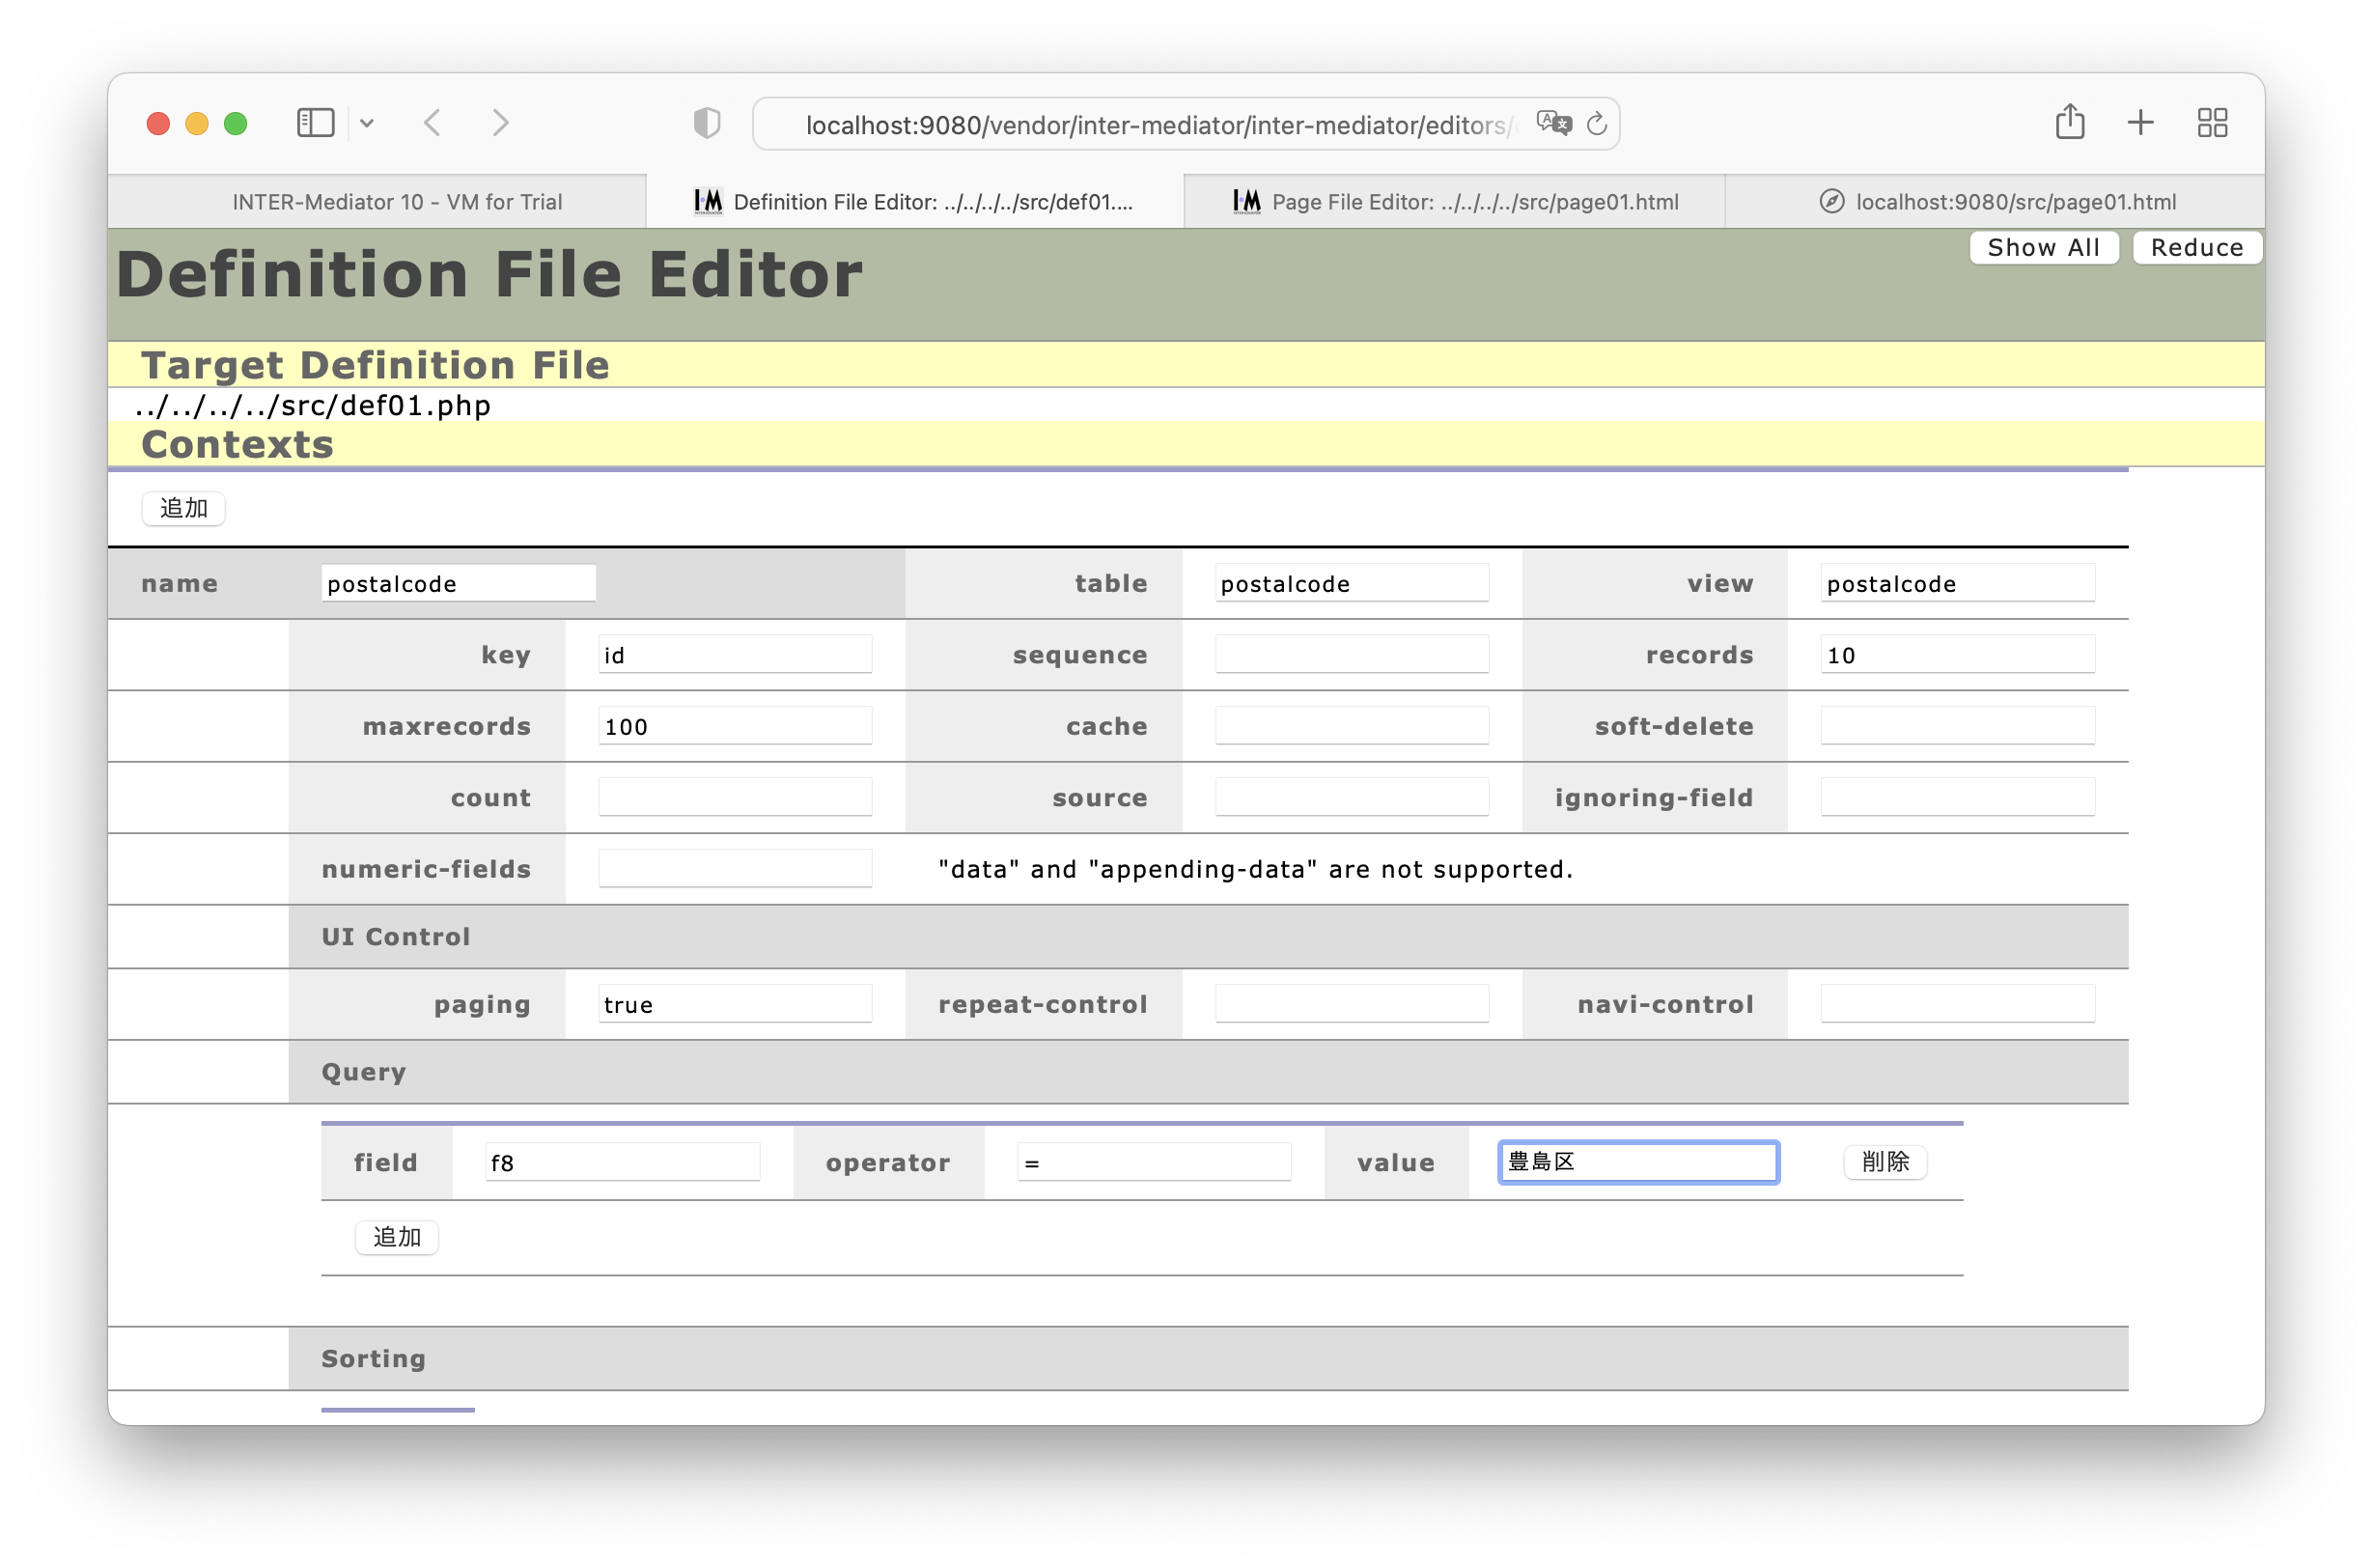 localhost:9080/vendor/inter-mediator/inter-mediator/editors/
INTER-Mediator 10 - VM for Trial
Definition File Editor: ../../../../src/def01....
Page File Editor: ../../../../src/page01.html
localhost:9080/src/page01.html
Definition File Editor
Show All
Reduce
Target Definition File
../../../../src/def01.php
Contexts
追加
name postalcode table postalcode view postalcode
key id sequence records 10
maxrecords 100 cache soft-delete
count source ignoring-field
numeric-fields "data" and "appending-data" are not supported.
UI Control
paging true repeat-control navi-control
Query
field f8 operator = value 豊島区 削除
追加
Sorting